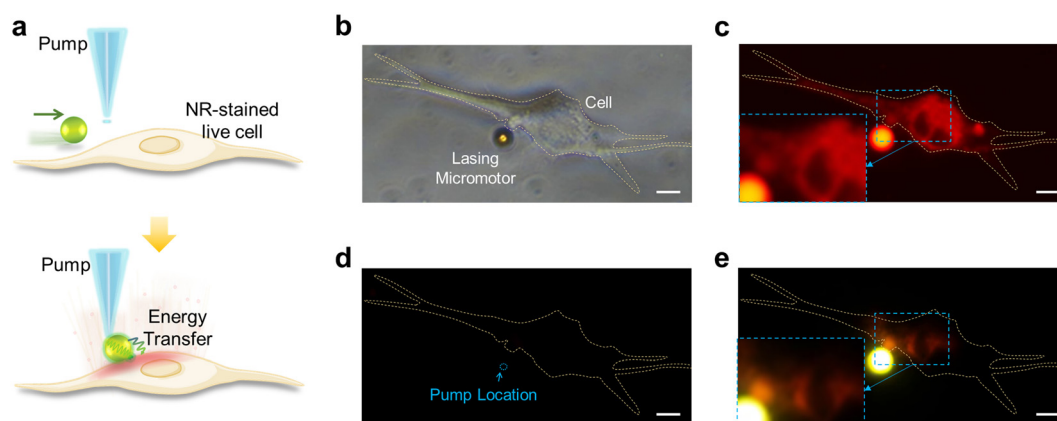 a
Pump
NR-stained
live cell
Pump
Energy
Transfer
b
Cell
Lasing
Micromotor
c
d
Pump Location
e